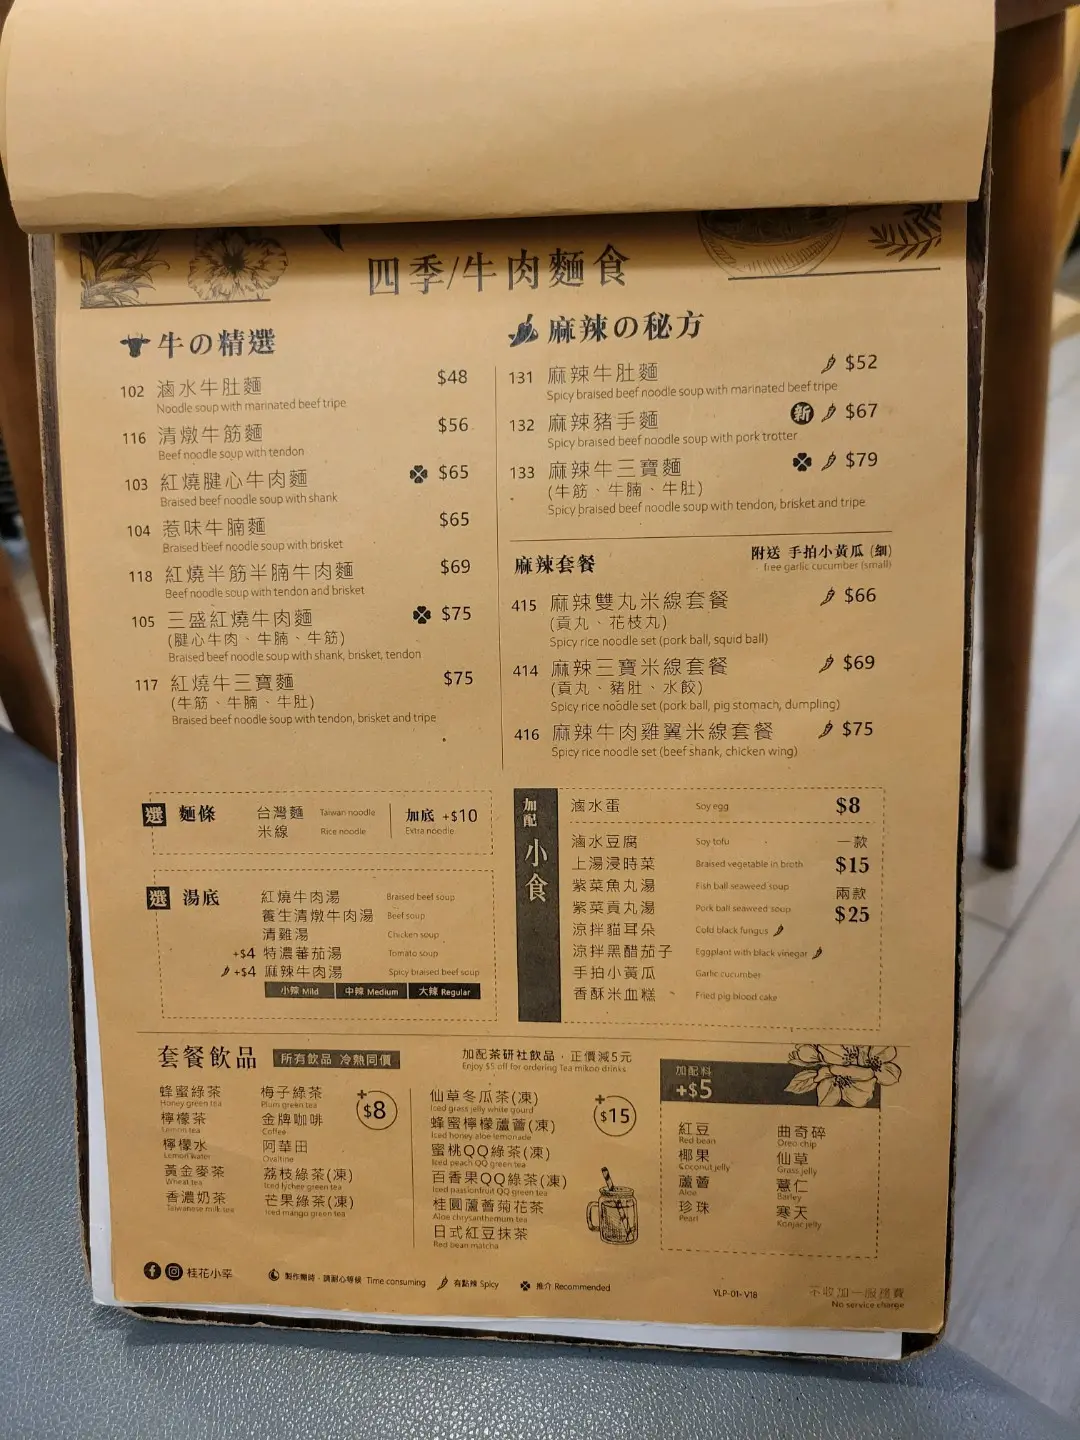 四季/牛肉麵食
牛の精選
102 滷水牛肚麵 $48
Noodle soup with marinated beef tripe
116 清燉牛筋麵 $56
Beef noodle soup with tendon
103 紅燒腱心牛肉麵 $65
Braised beef noodle soup with shank
104 惹味牛腩麵 $65
Braised beef noodle soup with brisket
118 紅燒半筋半腩牛肉麵 $69
Beef noodle soup with tendon and brisket
105 三盛紅燒牛肉麵 $75
(腱心牛肉、牛腩、牛筋)
Braised beef noodle soup with shank, brisket, tendon
117 紅燒牛三寶麵 $75
(牛筋、牛腩、牛肚)
Braised beef noodle soup with tendon, brisket and tripe
麻辣の秘方
131 麻辣牛肚麵 $52
Spicy braised beef noodle soup with marinated beef tripe
132 麻辣豬手麵 新 $67
Spicy braised beef noodle soup with pork trotter
133 麻辣牛三寶麵 $79
(牛筋、牛腩、牛肚)
Spicy braised beef noodle soup with tendon, brisket and tripe
麻辣套餐 附送 手拍小黃瓜 (細)
free garlic cucumber (small)
415 麻辣雙丸米線套餐 $66
(貢丸、花枝丸)
Spicy rice noodle set (pork ball, squid ball)
414 麻辣三寶米線套餐 $69
(貢丸、豬肚、水餃)
Spicy rice noodle set (pork ball, pig stomach, dumpling)
416 麻辣牛肉雞翼米線套餐 $75
Spicy rice noodle set (beef shank, chicken wing)
選 麵條
台灣麵 Taiwan noodle
米線 Rice noodle
加底 +$10
Extra noodle
選 湯底
紅燒牛肉湯 Braised beef soup
養生清燉牛肉湯 Beef soup
清雞湯 Chicken soup
+$4 特濃蕃茄湯 Tomato soup
+$4 麻辣牛肉湯 Spicy braised beef soup
小辣 Mild 中辣 Medium 大辣 Regular
加配 小食
滷水蛋 Soy egg $8
滷水豆腐 Soy tofu 一款
上湯浸時菜 Braised vegetable in broth $15
紫菜魚丸湯 Fish ball seaweed soup 兩款
紫菜貢丸湯 Pork ball seaweed soup $25
涼拌貓耳朵 Cold black fungus
涼拌黑醋茄子 Eggplant with black vinegar
手拍小黃瓜 Garlic cucumber
香酥米血糕 Fried pig blood cake
套餐飲品 所有飲品 冷熱同價
加配茶研社飲品，正價減5元
Enjoy $5 off for ordering Tea mikoo drinks
+$8
蜂蜜綠茶
Honey green tea
檸檬茶
Lemon tea
檸檬水
Lemon water
黃金麥茶
Wheat tea
香濃奶茶
Taiwanese milk tea
梅子綠茶
Plum green tea
金牌咖啡
Coffee
阿華田
Ovaltine
荔枝綠茶(凍)
Iced lychee green tea
芒果綠茶(凍)
Iced mango green tea
+$15
仙草冬瓜茶(凍)
Iced grass jelly white gourd
蜂蜜檸檬蘆薈(凍)
Iced honey aloe lemonade
蜜桃QQ綠茶(凍)
Iced peach QQ green tea
百香果QQ綠茶(凍)
Iced passionfruit QQ green tea
桂圓蘆薈菊花茶
Aloe chrysanthemum tea
日式紅豆抹茶
Red bean matcha
加配料
+$5
紅豆
Red bean
椰果
Coconut jelly
蘆薈
Aloe
珍珠
Pearl
曲奇碎
Oreo chip
仙草
Grass jelly
薏仁
Barley
寒天
Konjac jelly
桂花小幸
製作需時，請耐心等候 Time consuming
有點辣 Spicy
推介 Recommended
YLP-01-V18
不收加一服務費
No service charge